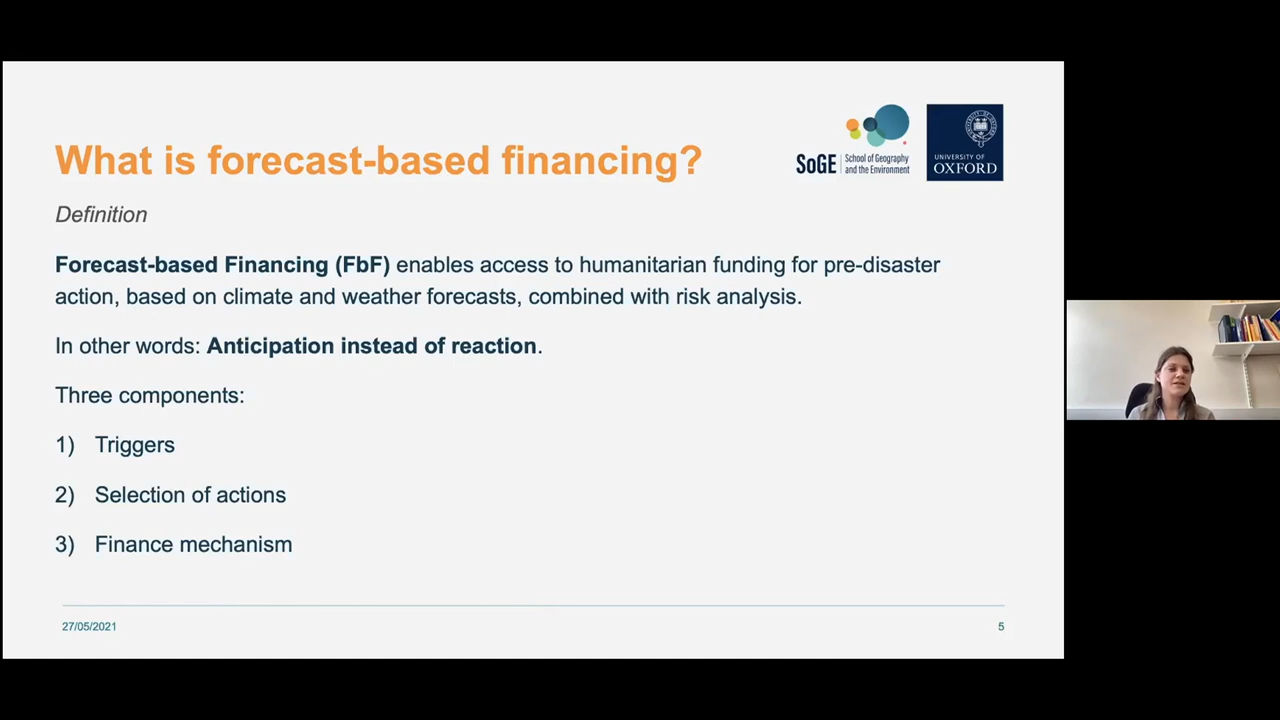 What is forecast-based financing?
SoGE
School of Geography
and the Environment
UNIVERSITY OF
OXFORD
Definition
Forecast-based Financing (FbF) enables access to humanitarian funding for pre-disaster
action, based on climate and weather forecasts, combined with risk analysis.
In other words: Anticipation instead of reaction.
Three components:
1) Triggers
2) Selection of actions
3) Finance mechanism
27/05/2021
5